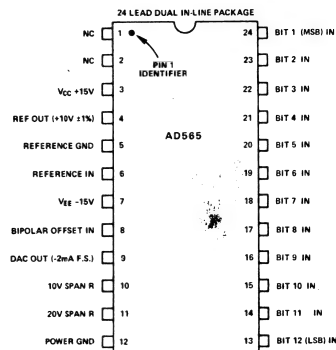 24 LEAD DUAL IN-LINE PACKAGE
NC 1 24 BIT 1 (MSB) IN
PIN 1
IDENTIFIER
NC 2 23 BIT 2 IN
VCC +15V 3 22 BIT 3 IN
REF OUT (+10V ±1%) 4 21 BIT 4 IN
AD565
REFERENCE GND 5 20 BIT 5 IN
REFERENCE IN 6 19 BIT 6 IN
VEE -15V 7 18 BIT 7 IN
BIPOLAR OFFSET IN 8 17 BIT 8 IN
DAC OUT (-2mA F.S.) 9 16 BIT 9 IN
10V SPAN R 10 15 BIT 10 IN
20V SPAN R 11 14 BIT 11 IN
POWER GND 12 13 BIT 12 (LSB) IN